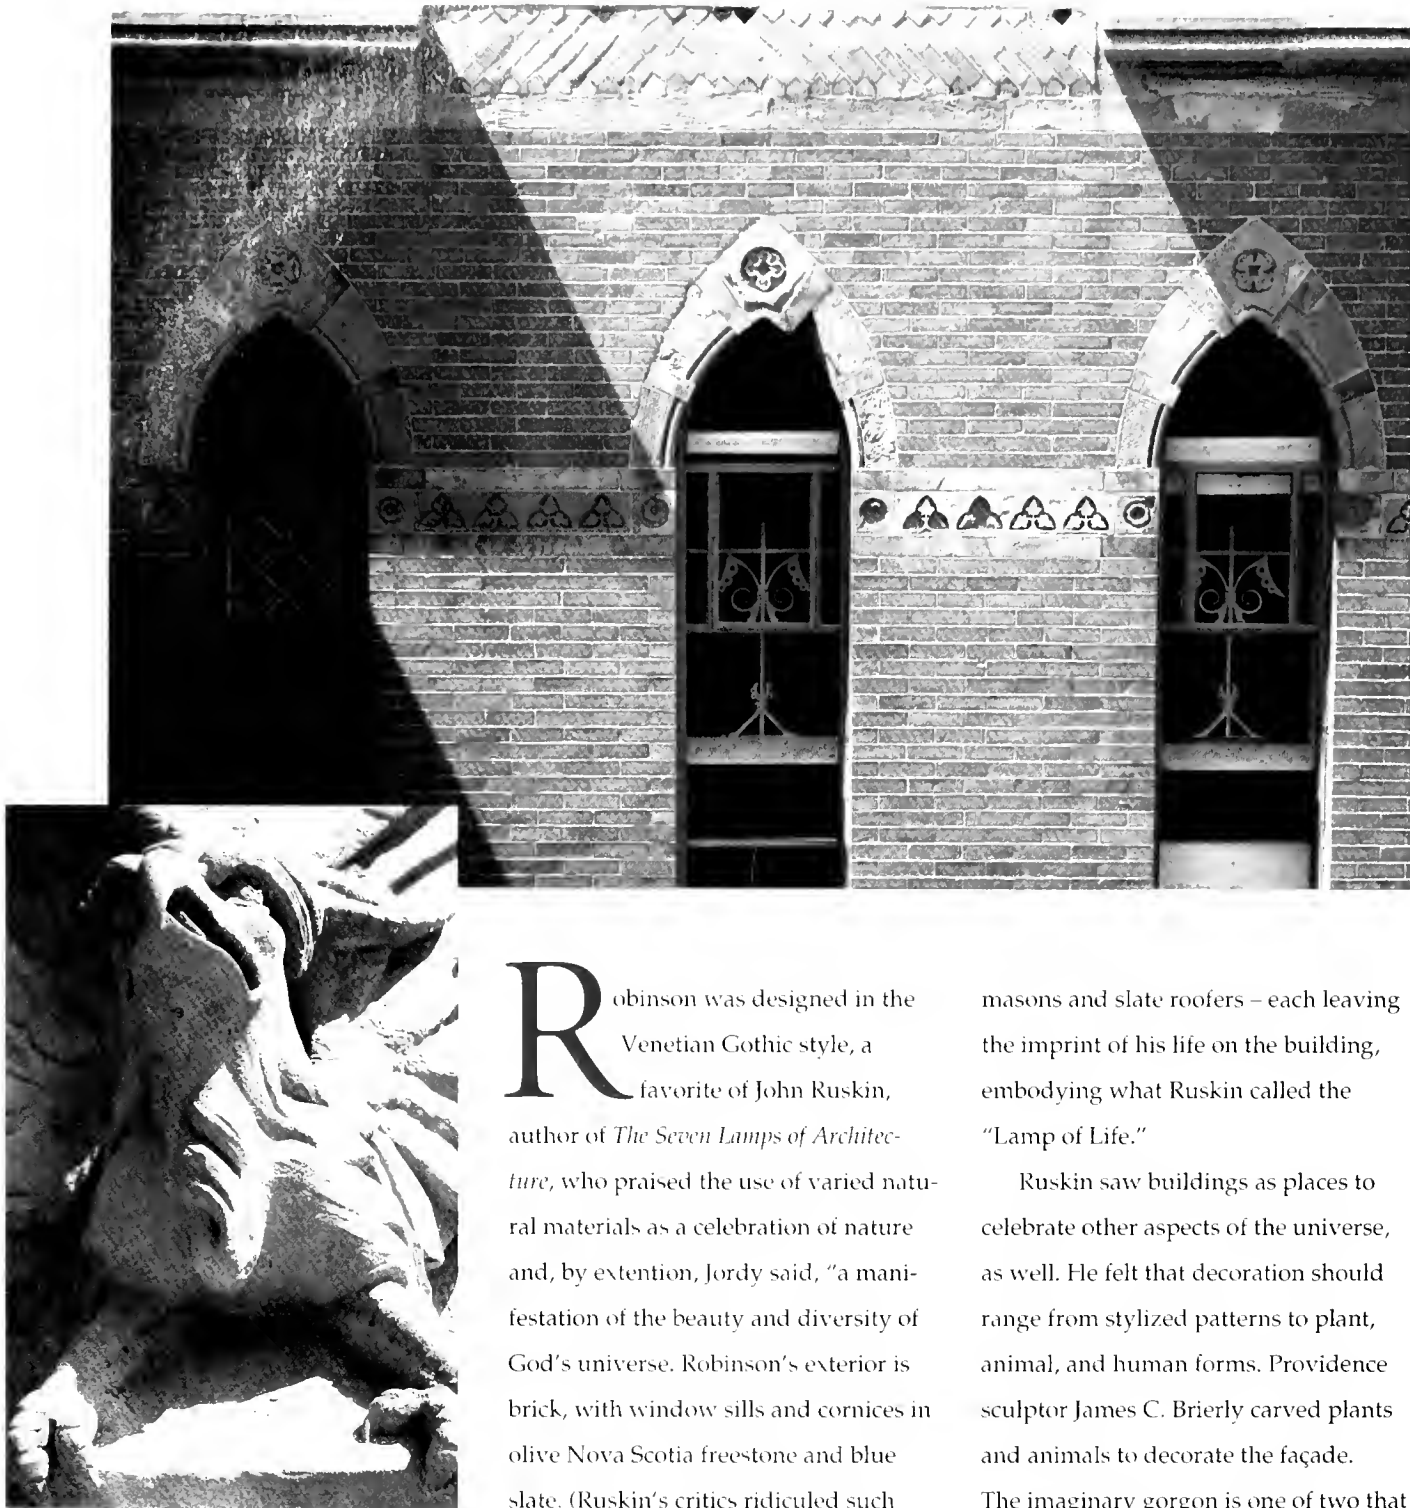 Robinson was designed in the
Venetian Gothic style, a
favorite of John Ruskin,
author of The Seven Lamps of Architec-
ture, who praised the use of varied natu-
ral materials as a celebration of nature
and, by extention, Jordy said, "a mani-
festation of the beauty and diversity of
God's universe. Robinson's exterior is
brick, with window sills and cornices in
olive Nova Scotia freestone and blue
slate. (Ruskin's critics ridiculed such
masons and slate roofers – each leaving
the imprint of his life on the building,
embodying what Ruskin called the
"Lamp of Life."
Ruskin saw buildings as places to
celebrate other aspects of the universe,
as well. He felt that decoration should
range from stylized patterns to plant,
animal, and human forms. Providence
sculptor James C. Brierly carved plants
and animals to decorate the façade.
The imaginary gorgon is one of two that